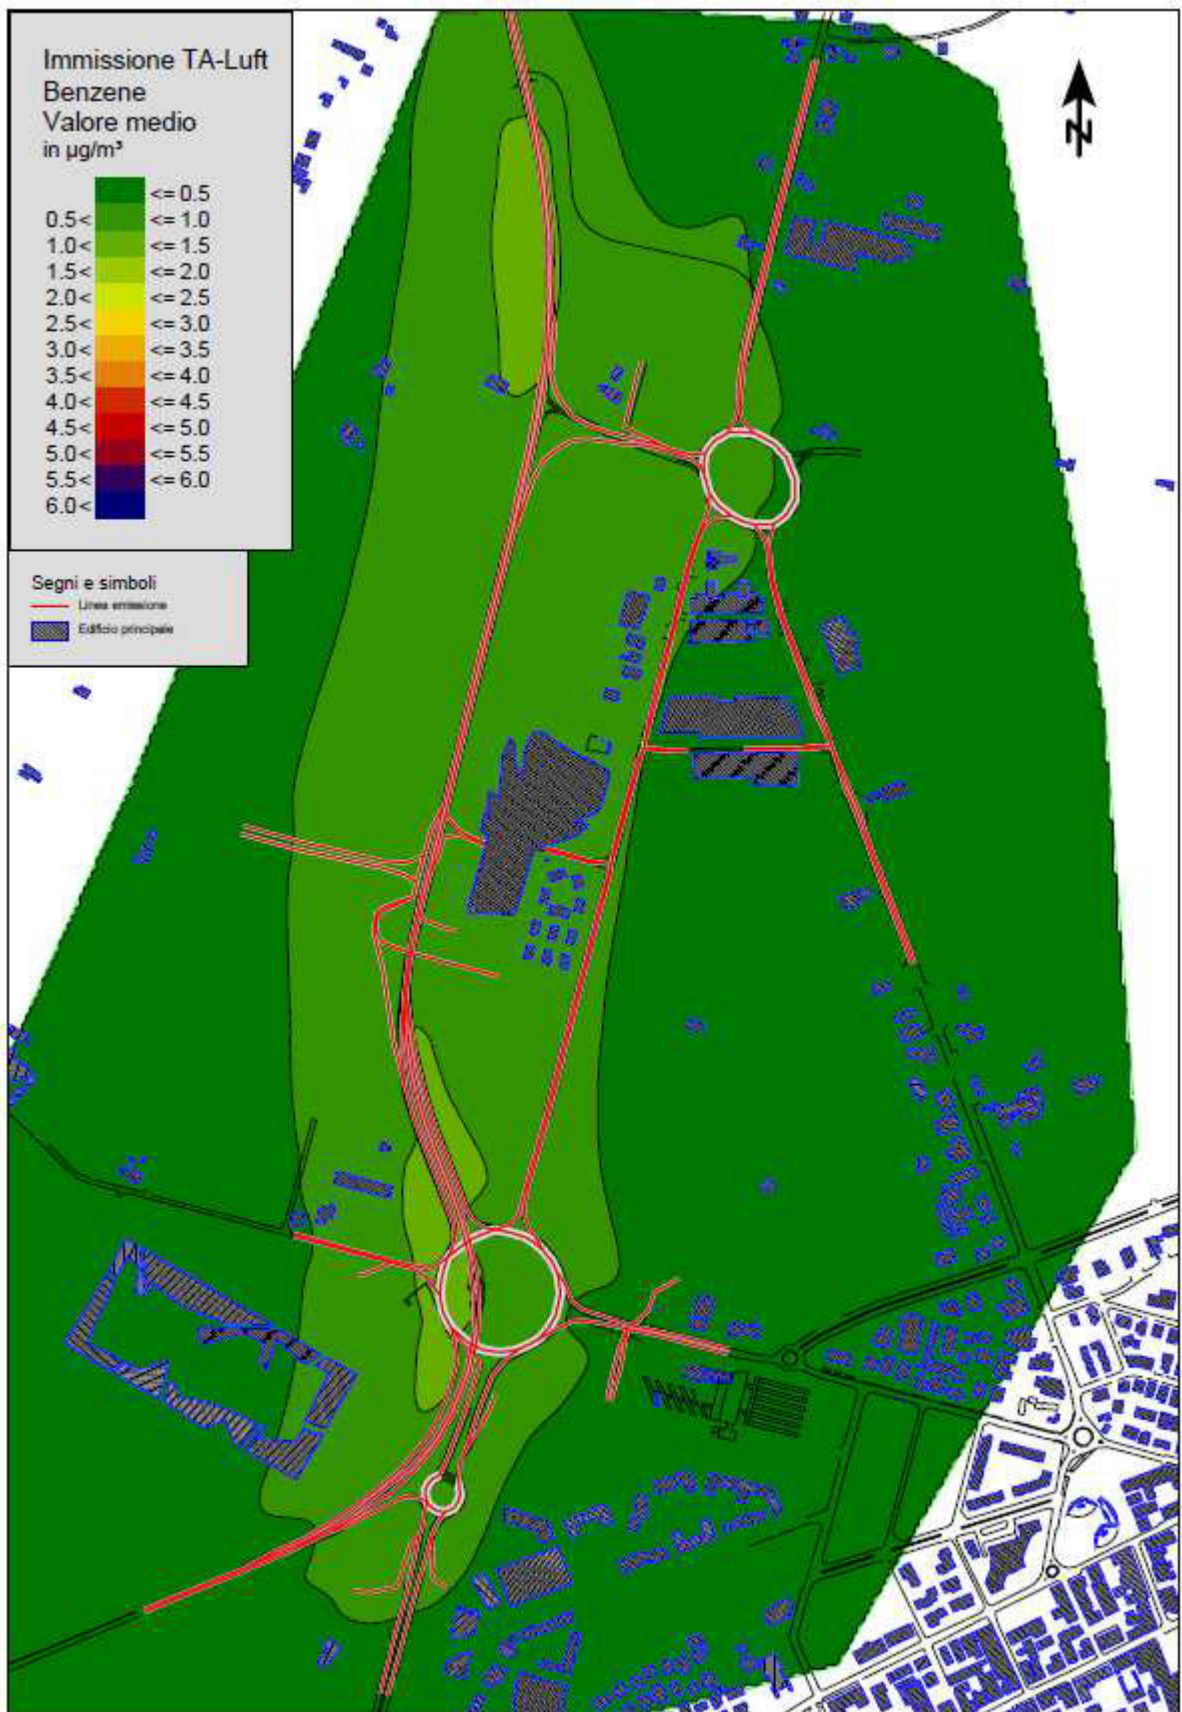 Immissione TA-Luft
Benzene
Valore medio
in µg/m³
<= 0.5
0.5< <= 1.0
1.0< <= 1.5
1.5< <= 2.0
2.0< <= 2.5
2.5< <= 3.0
3.0< <= 3.5
3.5< <= 4.0
4.0< <= 4.5
4.5< <= 5.0
5.0< <= 5.5
5.5< <= 6.0
6.0<
Segni e simboli
Linea emissione
Edificio principale
N